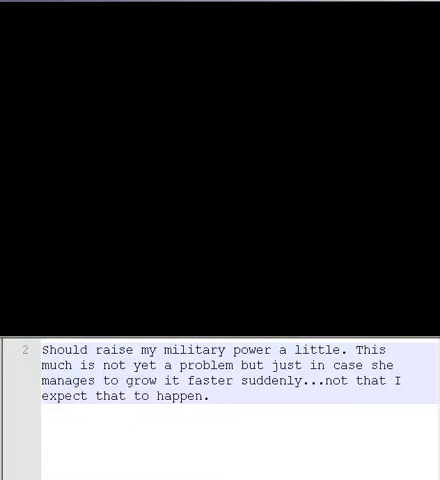 2
Should raise my military power a little. This
much is not yet a problem but just in case she
manages to grow it faster suddenly...not that I
expect that to happen.